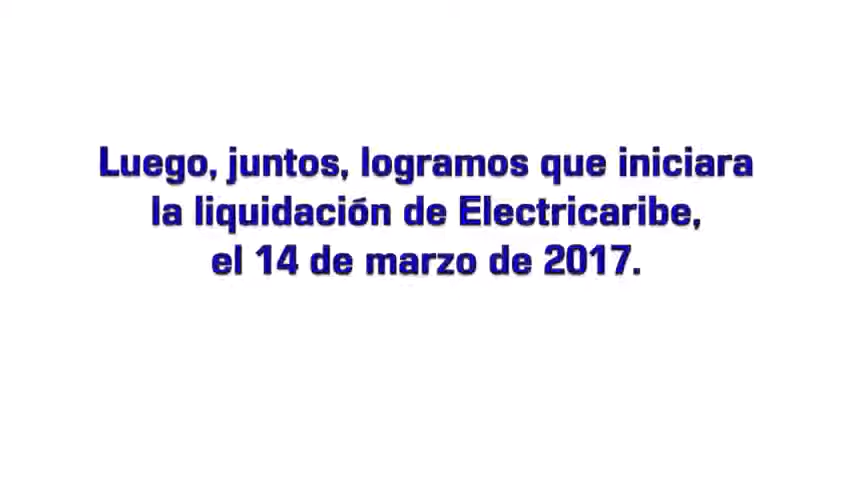 Luego, juntos, logramos que iniciara
la liquidación de Electricaribe,
el 14 de marzo de 2017.